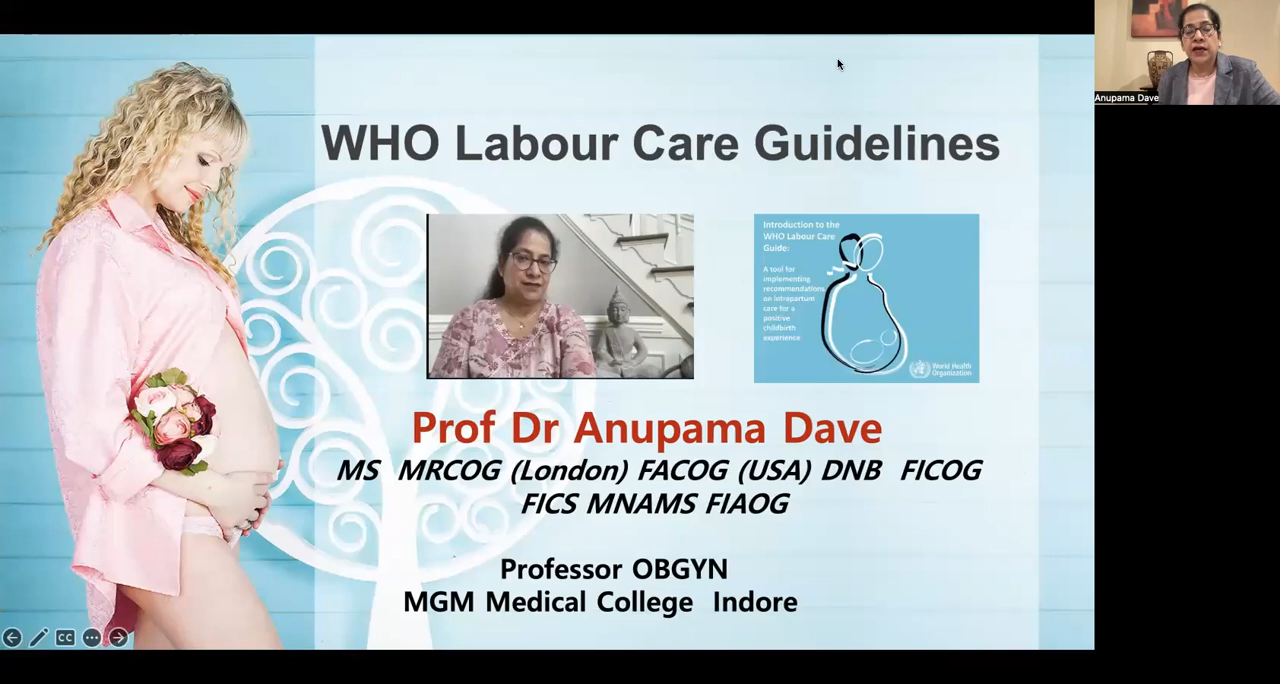 WHO Labour Care Guidelines
Introduction to the
WHO Labour Care
Guide:
A tool for
implementing
recommendations
on intrapartum
care for a
positive
childbirth
experience
World Health
Organization
Prof Dr Anupama Dave
MS MRCOG (London) FACOG (USA) DNB FICOG
FICS MNAMS FIAOG
Professor OBGYN
MGM Medical College Indore
CC
Anupama Dave